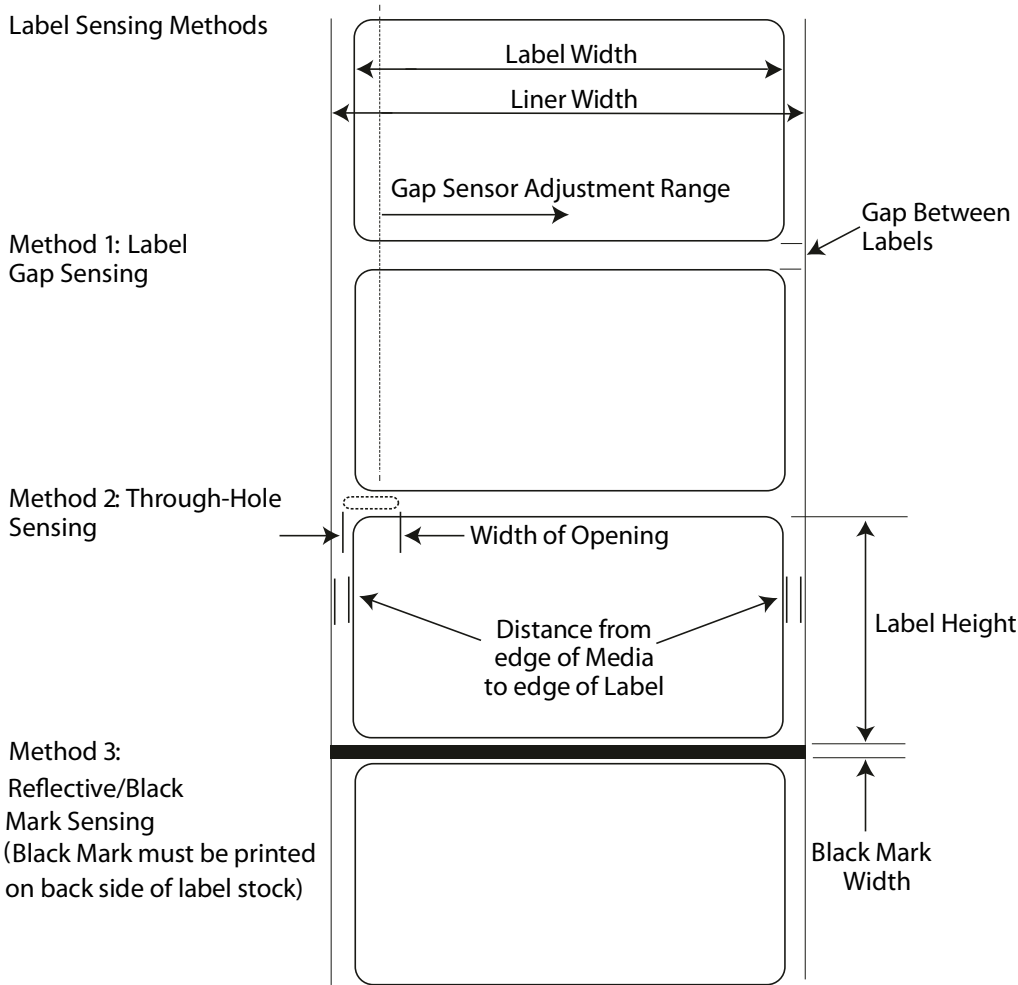 Label Sensing Methods
Label Width
Liner Width
Gap Sensor Adjustment Range
Gap Between
Labels
Method 1: Label
Gap Sensing
Method 2: Through-Hole
Sensing
Width of Opening
Distance from
edge of Media
to edge of Label
Label Height
Method 3:
Reflective/Black
Mark Sensing
(Black Mark must be printed
on back side of label stock)
Black Mark
Width